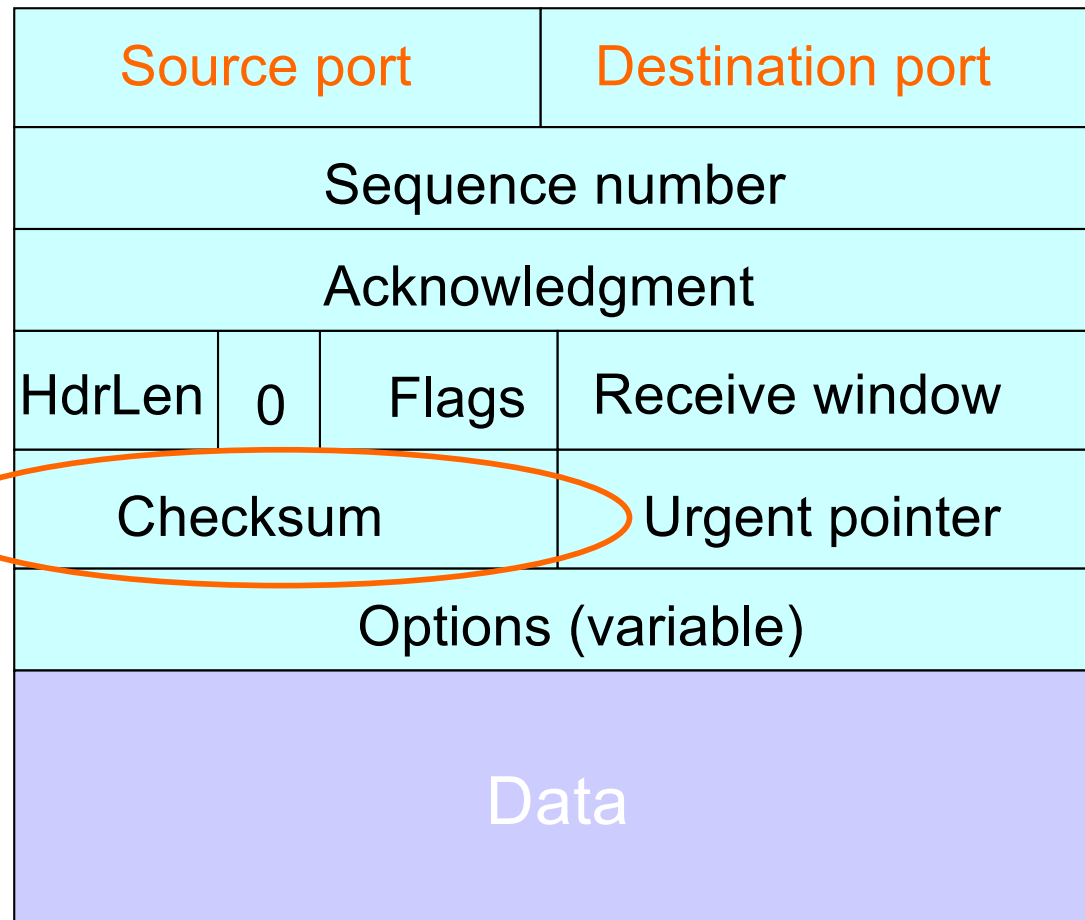 Source port Destination port
Sequence number
Acknowledgment
HdrLen 0 Flags Receive window
Checksum Urgent pointer
Options (variable)
Data